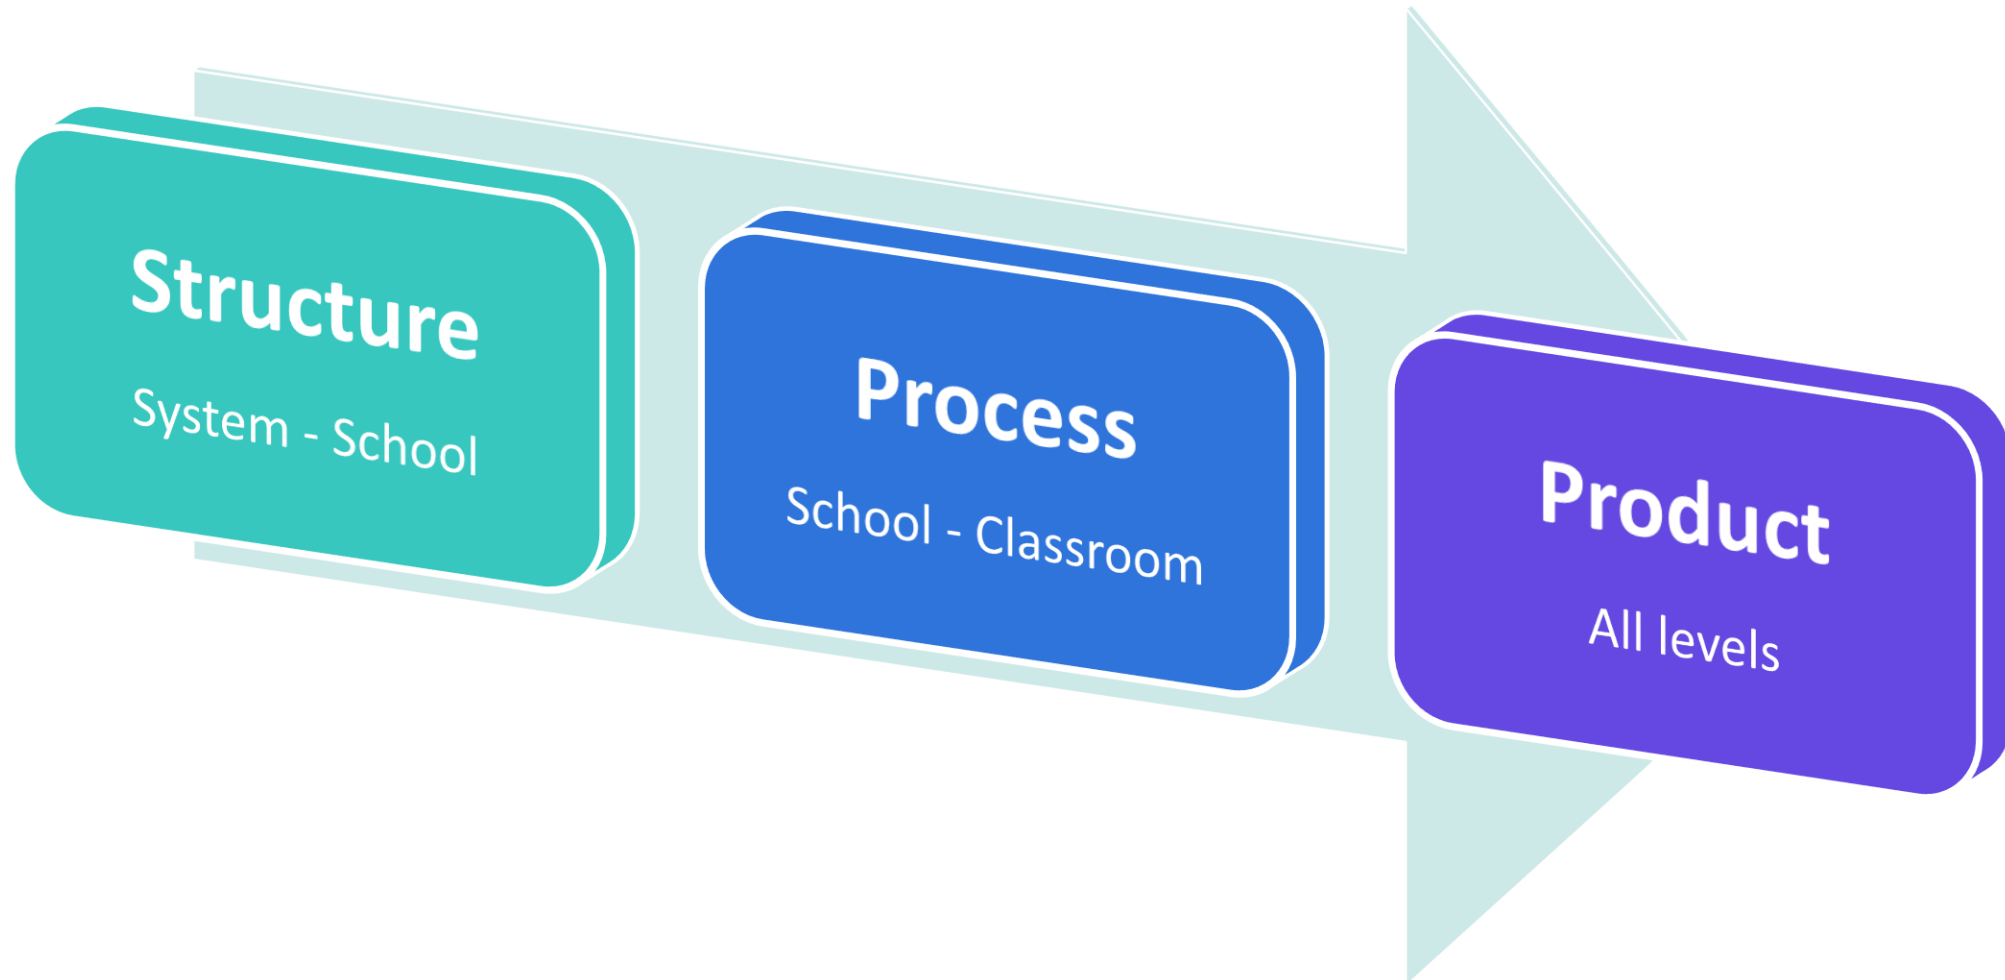 Structure
System - School
Process
School - Classroom
Product
All levels